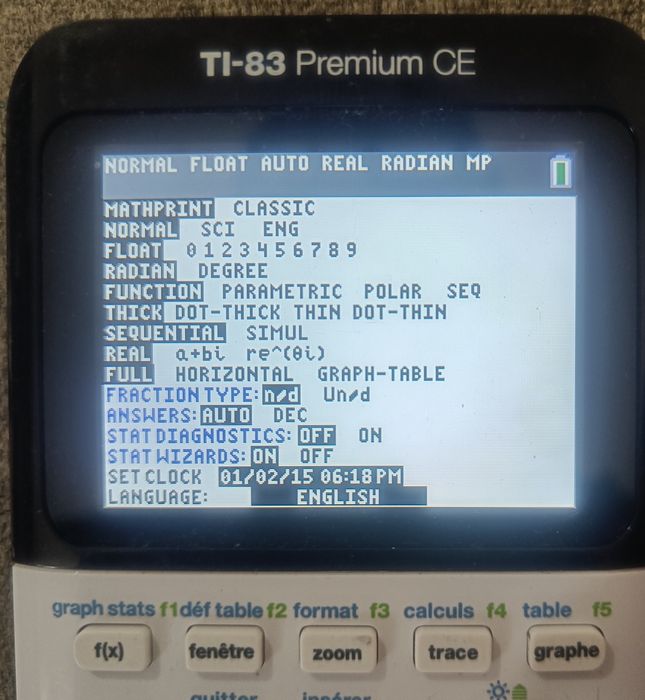 TI-83 Premium CE
NORMAL FLOAT AUTO REAL RADIAN MP
MATHPRINT CLASSIC
NORMAL SCI ENG
FLOAT 0 1 2 3 4 5 6 7 8 9
RADIAN DEGREE
FUNCTION PARAMETRIC POLAR SEQ
THICK DOT-THICK THIN DOT-THIN
SEQUENTIAL SIMUL
REAL a+bi re^(θi)
FULL HORIZONTAL GRAPH-TABLE
FRACTION TYPE: n/d Un/d
ANSWERS: AUTO DEC
STAT DIAGNOSTICS: OFF ON
STAT WIZARDS: ON OFF
SET CLOCK 01/02/15 06:18 PM
LANGUAGE: ENGLISH
graph stats f1 déf table f2 format f3 calculs f4 table f5
f(x) fenêtre zoom trace graphe
quitter insérer